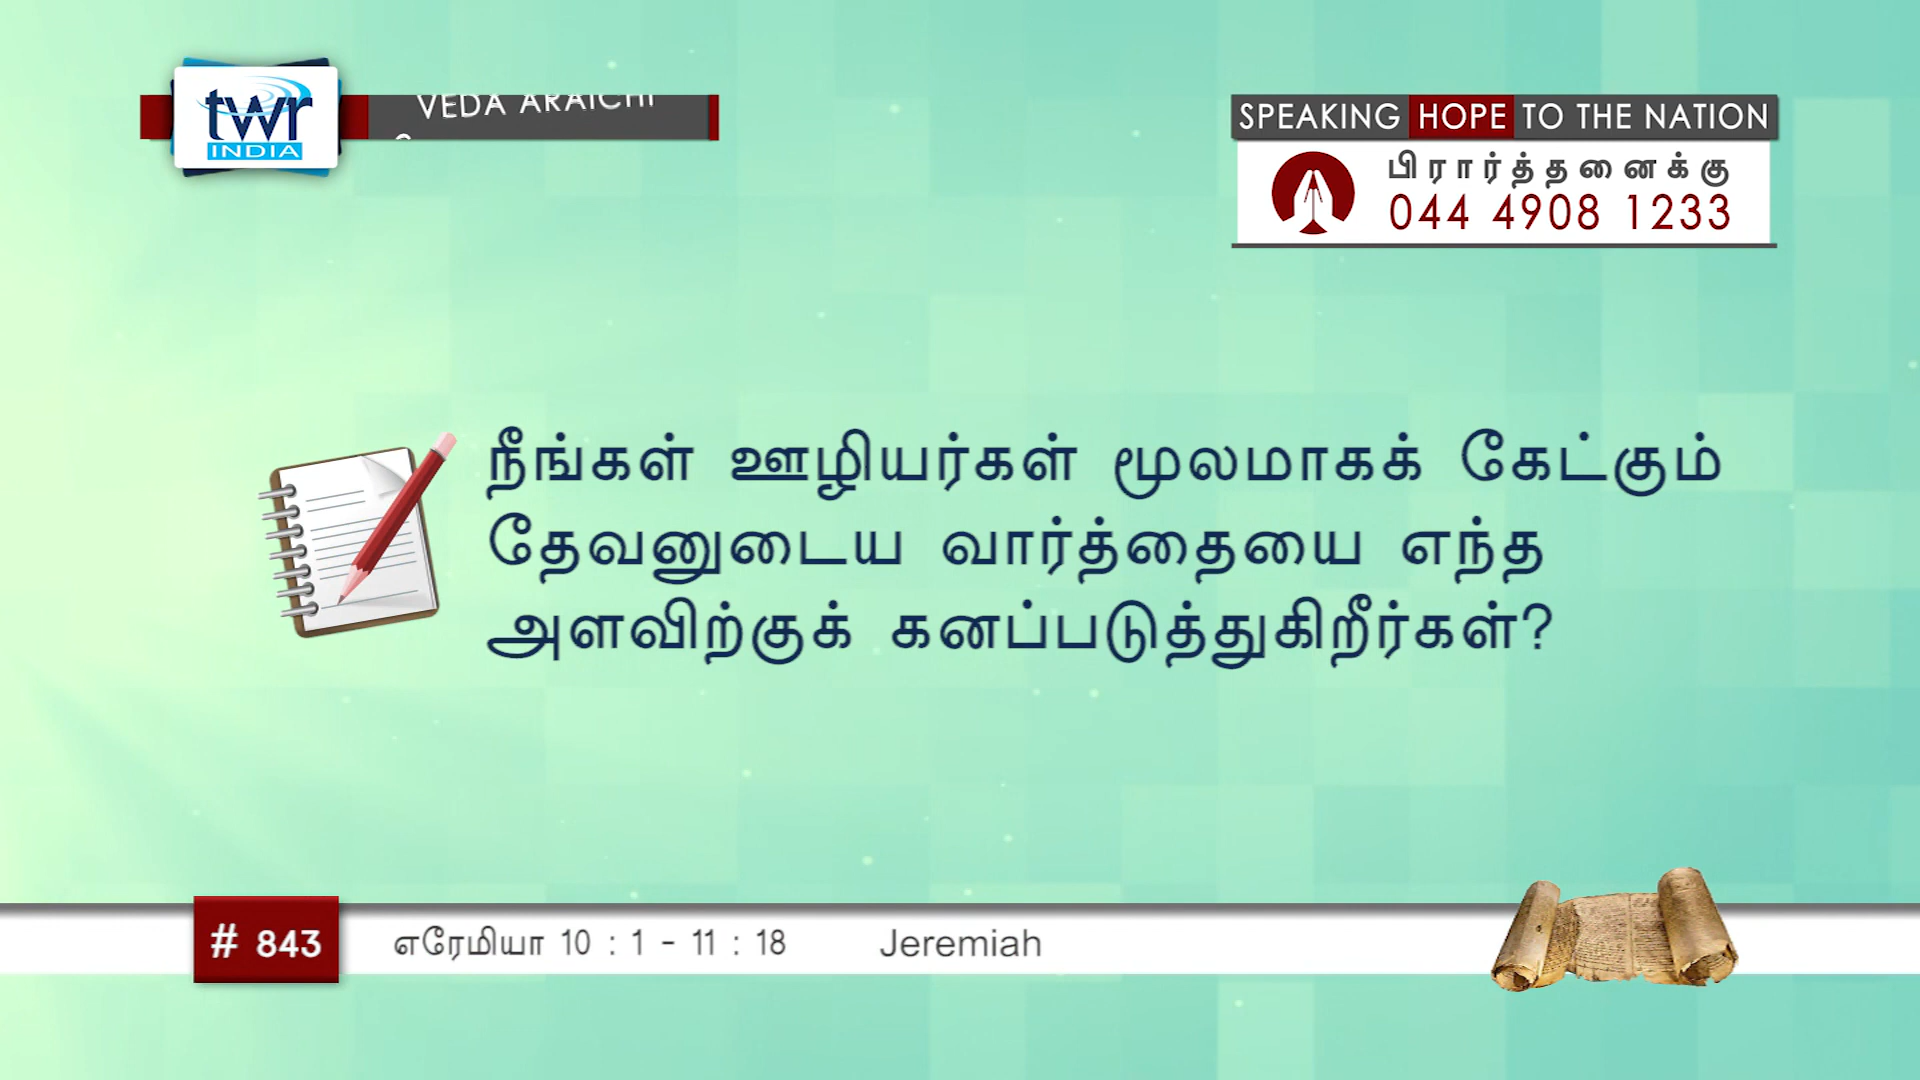 twr
INDIA
VEDA ARAICHI
SPEAKING HOPE TO THE NATION
பிரார்த்தனைக்கு
044 4908 1233
நீங்கள் ஊழியர்கள் மூலமாகக் கேட்கும்
தேவனுடைய வார்த்தையை எந்த
அளவிற்குக் கனப்படுத்துகிறீர்கள்?
# 843
எரேமியா 10 : 1 - 11 : 18
Jeremiah